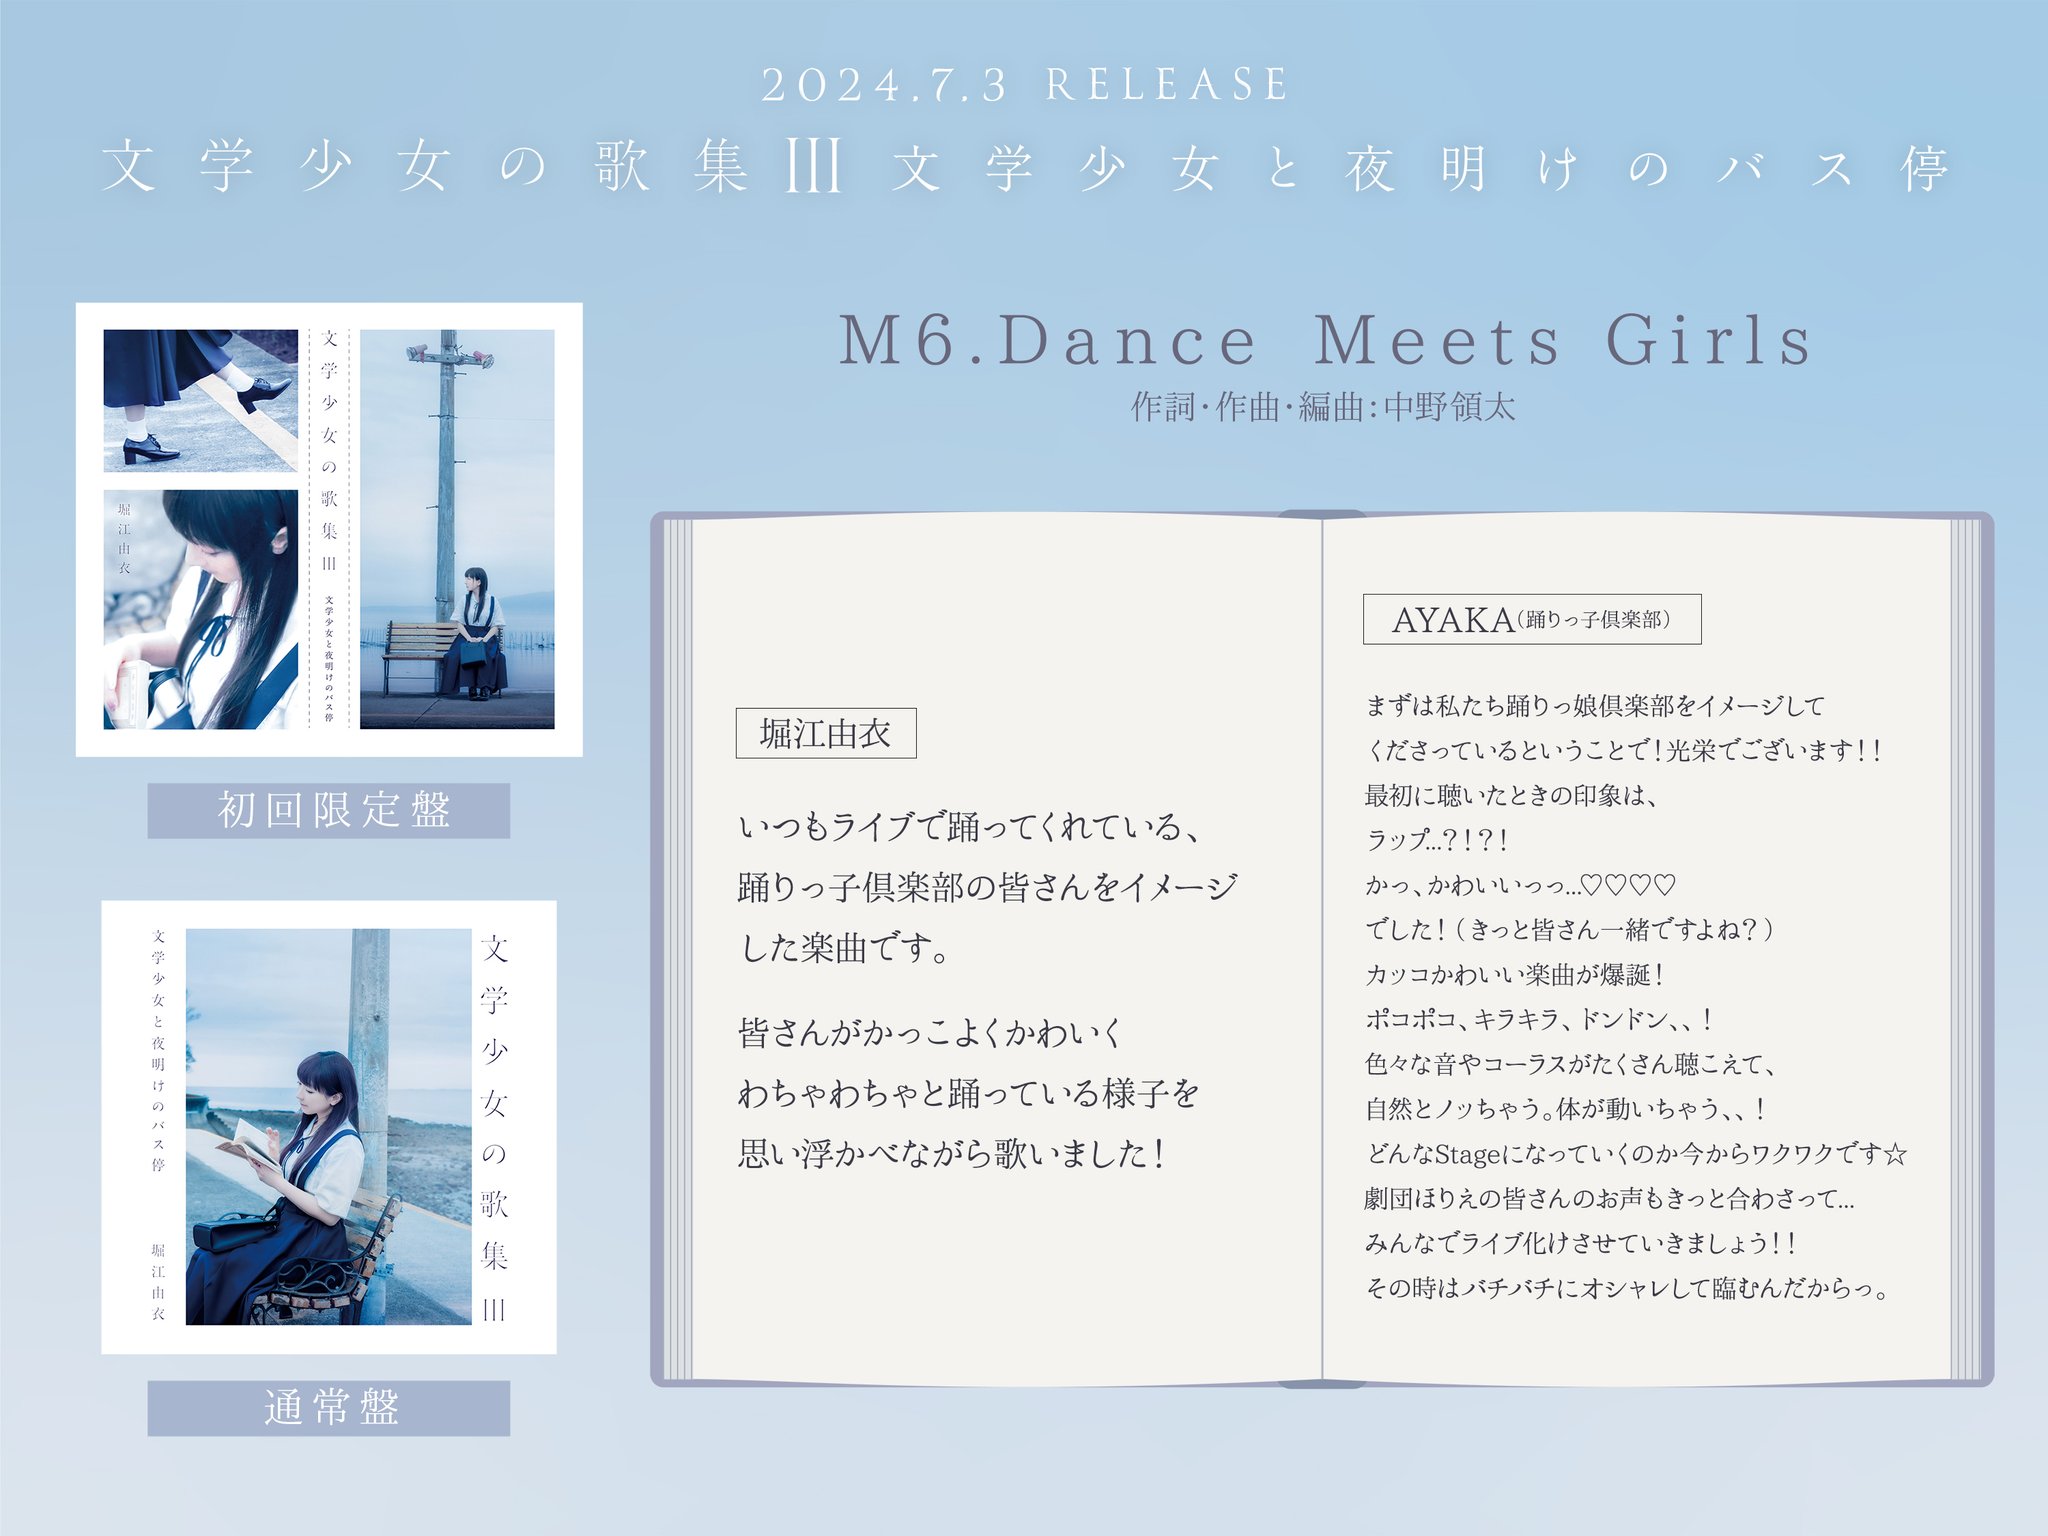 2024.7.3 RELEASE
文学少女の歌集Ⅲ 文学少女と夜明けのバス停
文学少女の歌集Ⅲ 文学少女と夜明けのバス停
堀江由衣
初回限定盤
文学少女の歌集Ⅲ
文学少女と夜明けのバス停
堀江由衣
通常盤
M6.Dance Meets Girls
作詞・作曲・編曲：中野領太
堀江由衣
いつもライブで踊ってくれている、
踊りっ子倶楽部の皆さんをイメージ
した楽曲です。
皆さんがかっこよくかわいく
わちゃわちゃと踊っている様子を
思い浮かべながら歌いました！
AYAKA（踊りっ子倶楽部）
まずは私たち踊りっ娘倶楽部をイメージして
くださっているということで！光栄でございます！！
最初に聴いたときの印象は、
ラップ...？！？！
かっ、かわいいっっ...♡♡♡♡
でした！（きっと皆さん一緒ですよね？）
カッコかわいい楽曲が爆誕！
ポコポコ、キラキラ、ドンドン、、！
色々な音やコーラスがたくさん聴こえて、
自然とノッちゃう。体が動いちゃう、、！
どんなStageになっていくのか今からワクワクです☆
劇団ほりえの皆さんのお声もきっと合わさって...
みんなでライブ化けさせていきましょう！！
その時はバチバチにオシャレして臨むんだからっ。